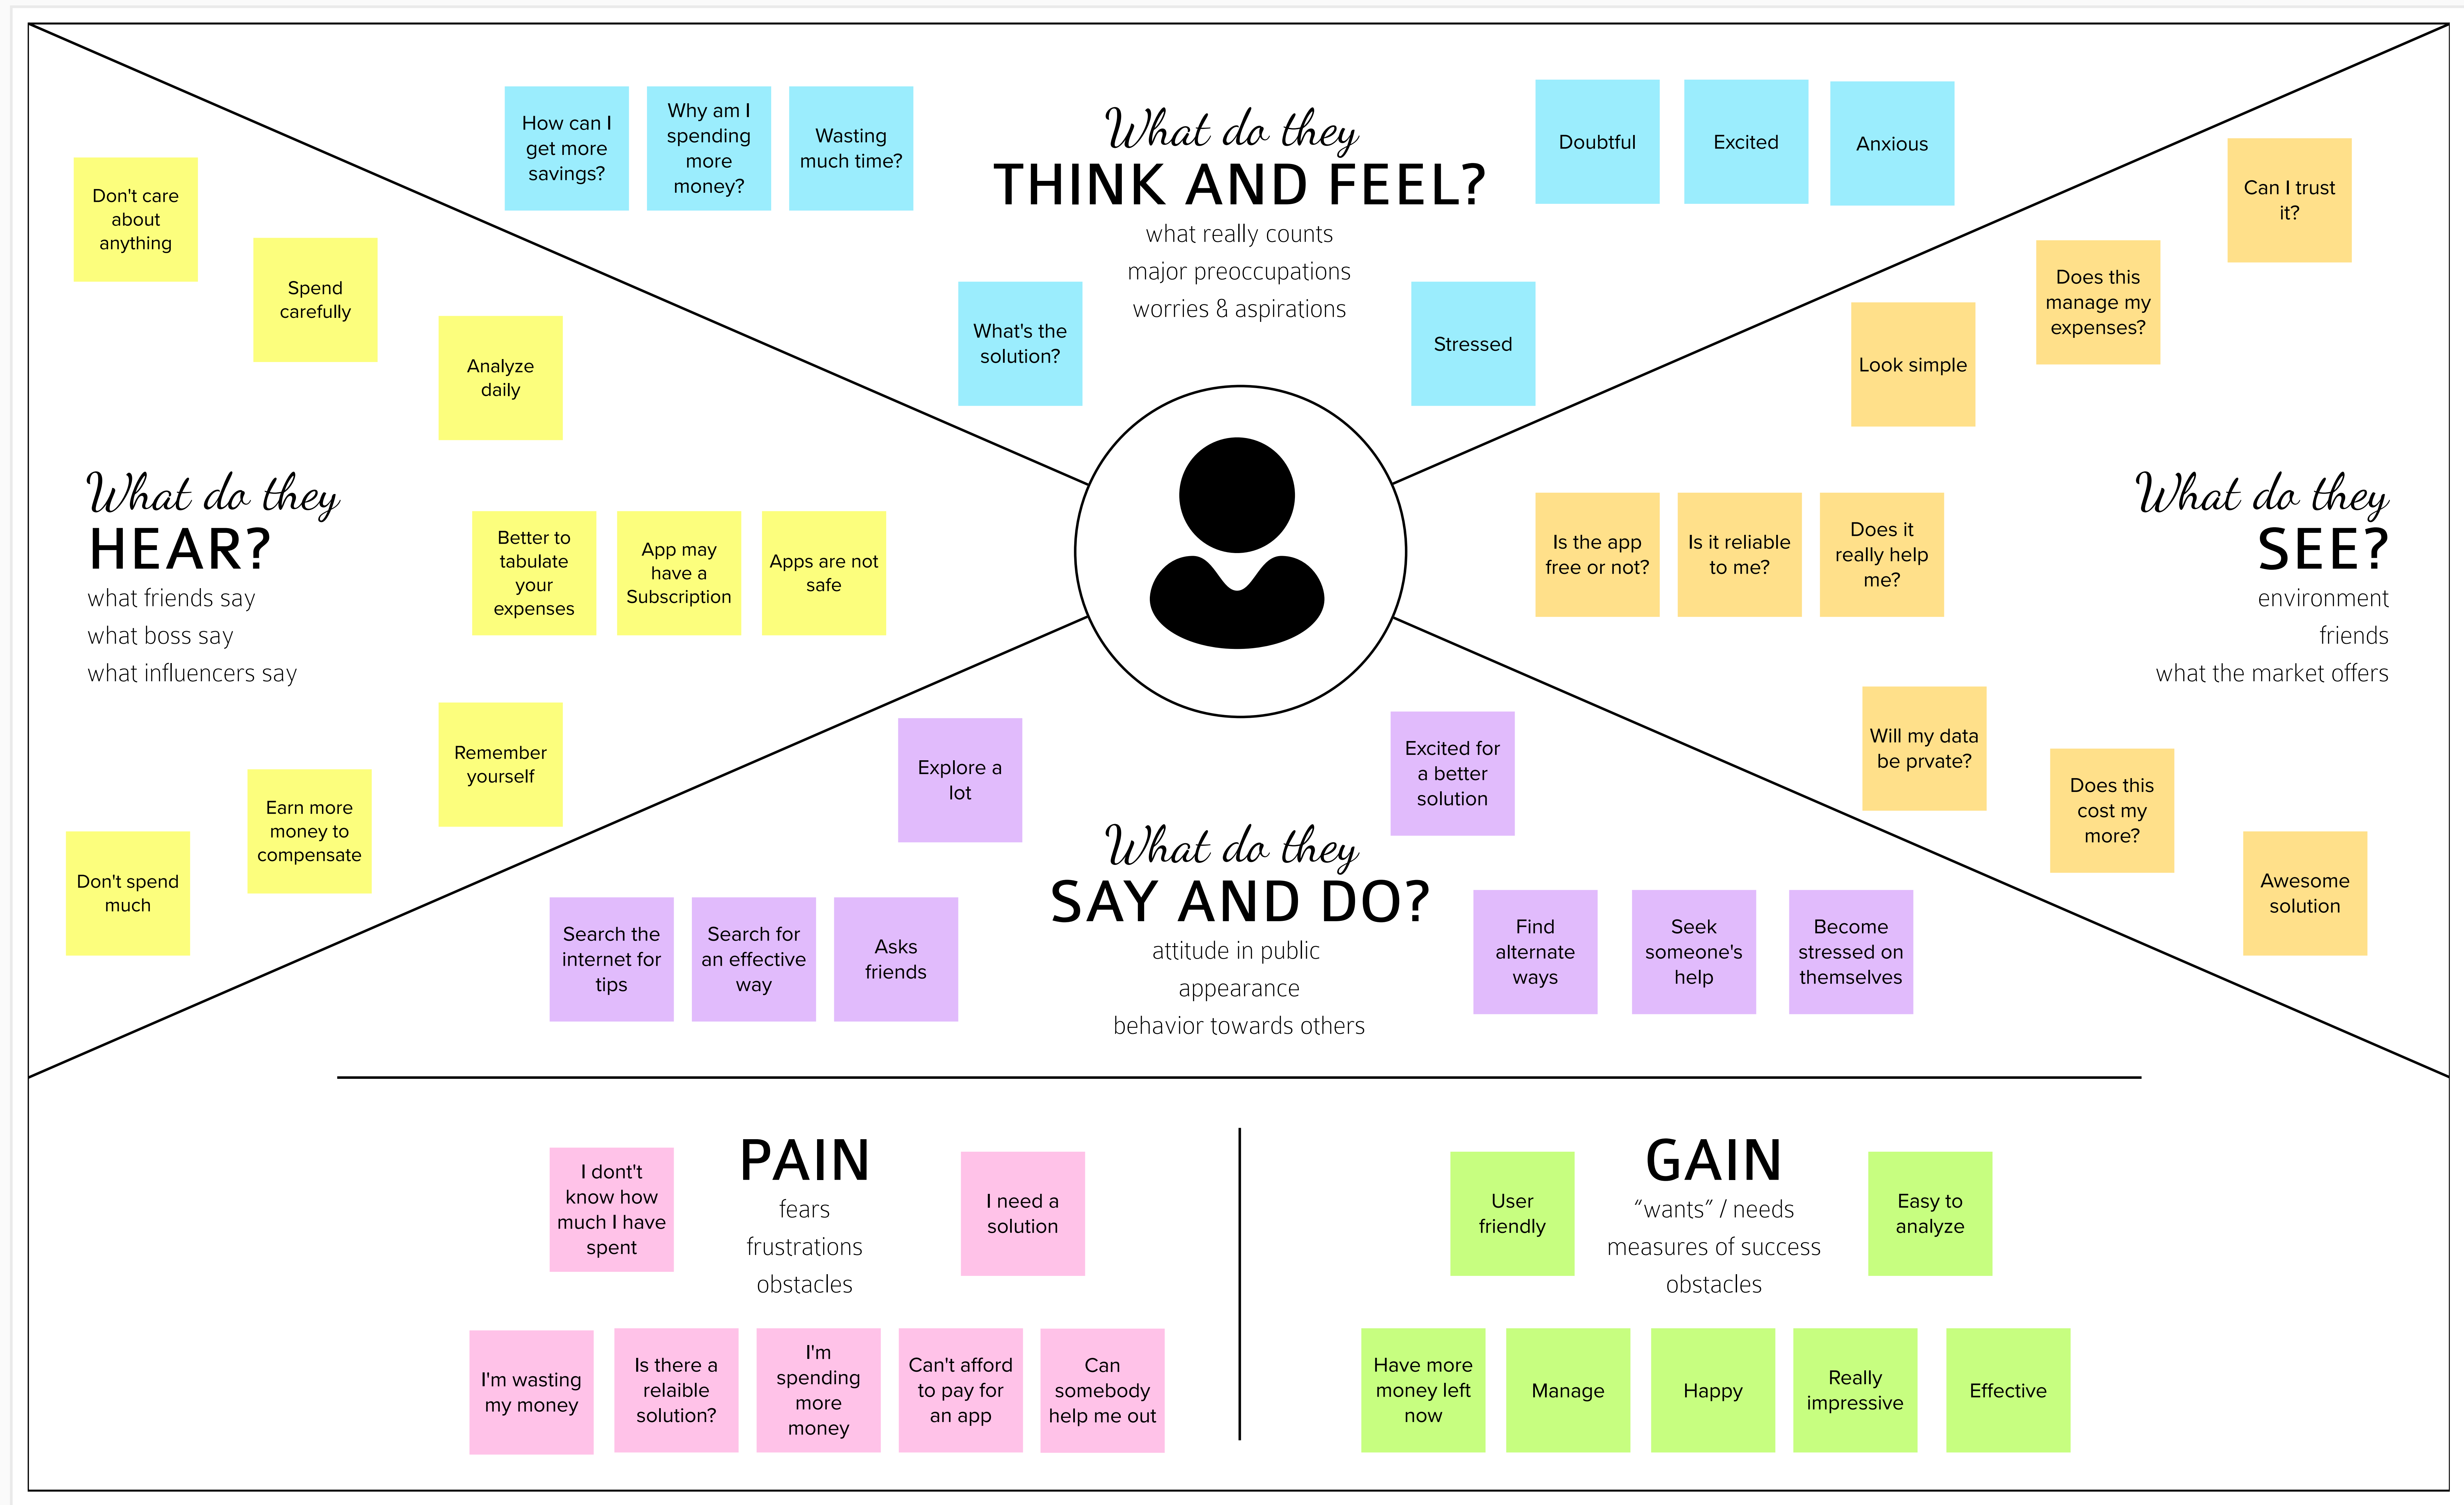 What do they
THINK AND FEEL?
what really counts
major preoccupations
worries & aspirations
How can I
get more
savings?
Why am I
spending
more
money?
Wasting
much time?
What's the
solution?
Doubtful
Excited
Anxious
Stressed
What do they
HEAR?
what friends say
what boss say
what influencers say
Don't care
about
anything
Spend
carefully
Analyze
daily
Better to
tabulate
your
expenses
App may
have a
Subscription
Apps are not
safe
Remember
yourself
Earn more
money to
compensate
Don't spend
much
What do they
SEE?
environment
friends
what the market offers
Can I trust
it?
Does this
manage my
expenses?
Look simple
Is the app
free or not?
Is it reliable
to me?
Does it
really help
me?
Will my data
be prvate?
Does this
cost my
more?
Awesome
solution
What do they
SAY AND DO?
attitude in public
appearance
behavior towards others
Explore a
lot
Excited for
a better
solution
Search the
internet for
tips
Search for
an effective
way
Asks
friends
Find
alternate
ways
Seek
someone's
help
Become
stressed on
themselves
PAIN
fears
frustrations
obstacles
I dont't
know how
much I have
spent
I need a
solution
I'm wasting
my money
Is there a
relaible
solution?
I'm
spending
more
money
Can't afford
to pay for
an app
Can
somebody
help me out
GAIN
“wants” / needs
measures of success
obstacles
User
friendly
Easy to
analyze
Have more
money left
now
Manage
Happy
Really
impressive
Effective